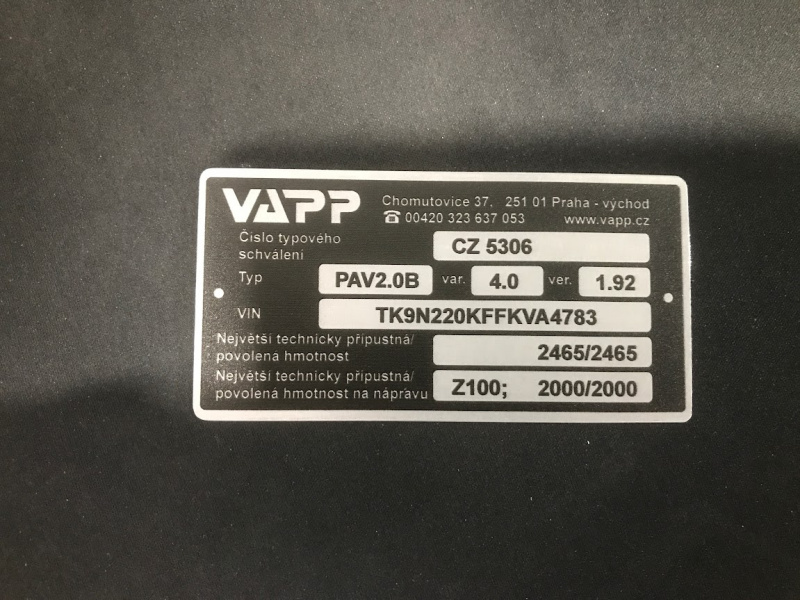 VAPP
Chomutovice 37, 251 01 Praha - východ
☎ 00420 323 637 053 www.vapp.cz
Číslo typového
schválení
CZ 5306
Typ PAV2.0B var. 4.0 ver. 1.92
VIN TK9N220KFFKVA4783
Největší technicky přípustná/
povolená hmotnost
2465/2465
Největší technicky přípustná/
povolená hmotnost na nápravu
Z100; 2000/2000